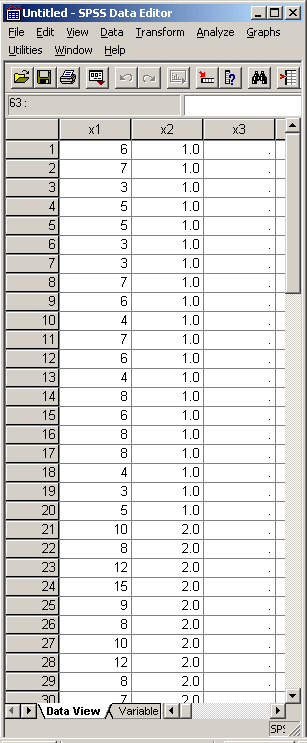 Untitled - SPSS Data Editor
File Edit View Data Transform Analyze Graphs
Utilities Window Help
63 :
x1 x2 x3
1 6 1.0 .
2 7 1.0 .
3 3 1.0 .
4 5 1.0 .
5 5 1.0 .
6 3 1.0 .
7 3 1.0 .
8 7 1.0 .
9 6 1.0 .
10 4 1.0 .
11 7 1.0 .
12 6 1.0 .
13 4 1.0 .
14 8 1.0 .
15 6 1.0 .
16 8 1.0 .
17 8 1.0 .
18 4 1.0 .
19 3 1.0 .
20 5 1.0 .
21 10 2.0 .
22 8 2.0 .
23 12 2.0 .
24 15 2.0 .
25 9 2.0 .
26 8 2.0 .
27 10 2.0 .
28 12 2.0 .
29 8 2.0 .
30 7 2.0 .
Data View Variable